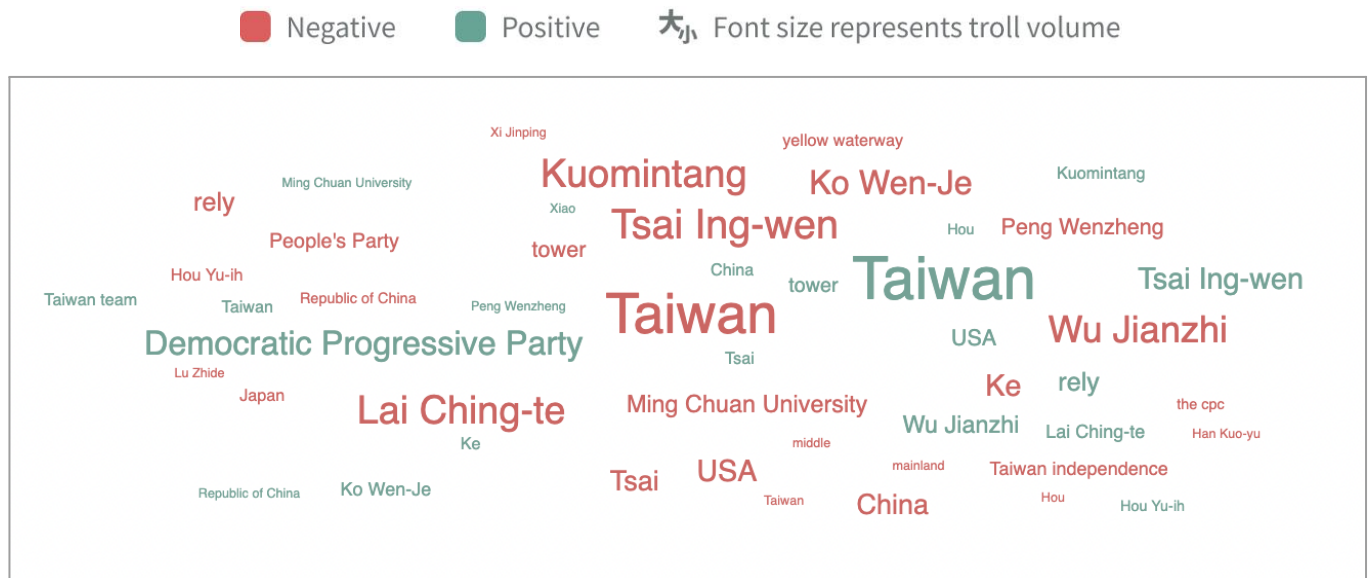 Negative
Positive
大小 Font size represents troll volume
Xi Jinping
yellow waterway
Kuomintang
Ko Wen-Je
Kuomintang
Ming Chuan University
rely
Xiao
Tsai Ing-wen
Hou
Peng Wenzheng
People's Party
tower
China
Taiwan
Tsai Ing-wen
Hou Yu-ih
tower
Taiwan team
Taiwan
Republic of China
Peng Wenzheng
Taiwan
Democratic Progressive Party
USA
Wu Jianzhi
Tsai
Lu Zhide
Japan
Ke
rely
Lai Ching-te
Ming Chuan University
the cpc
Wu Jianzhi
Lai Ching-te
Han Kuo-yu
Ke
middle
Tsai
USA
mainland
Taiwan independence
Republic of China
Ko Wen-Je
Taiwan
China
Hou
Hou Yu-ih